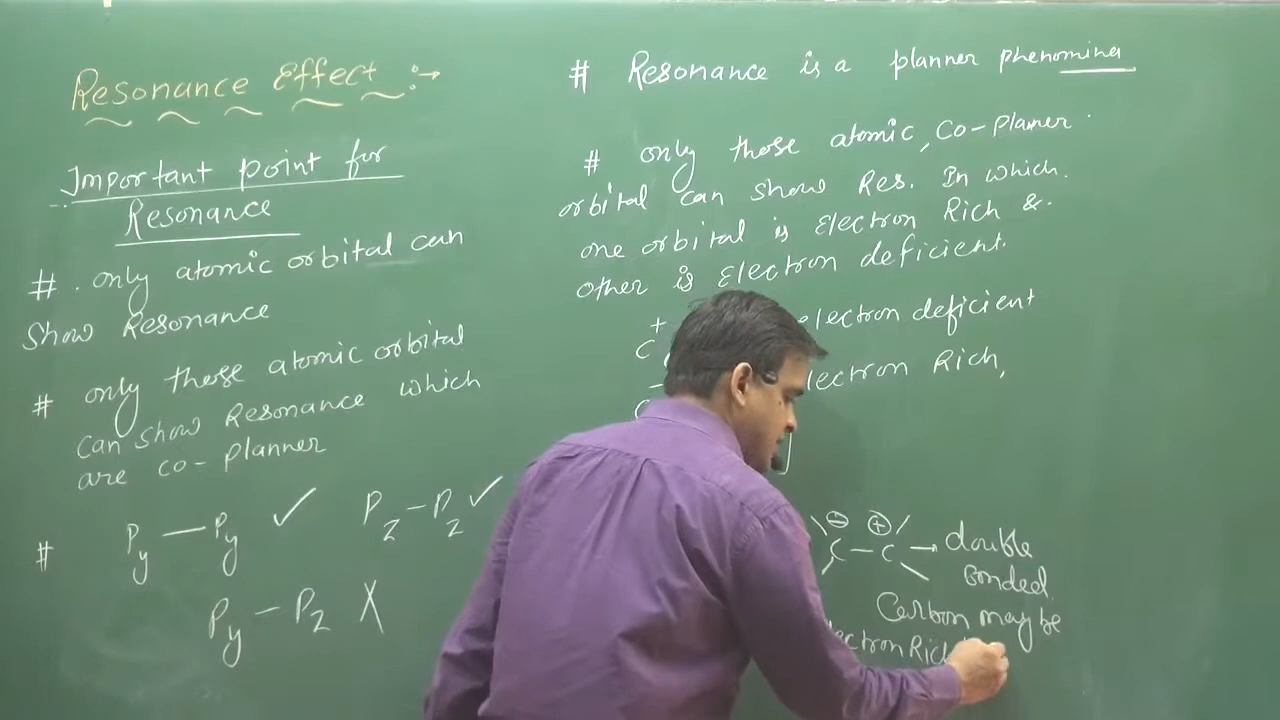 Resonance Effect :→
Important point for
Resonance
# . only atomic orbital can
Show Resonance
# only those atomic orbital
can show Resonance which
are co-planner
# Py — Py ✓ Pz – Pz ✓
Py – Pz X
# Resonance is a planner phenomina
# only those atomic, Co-planner
orbital can show Res. In which.
one orbital is Electron Rich &.
other is Electron deficient.
+
C electron deficient
– lectron Rich,
⊖ ⊕
C – C → double
Bonded
Carbon may be
lectron Rich